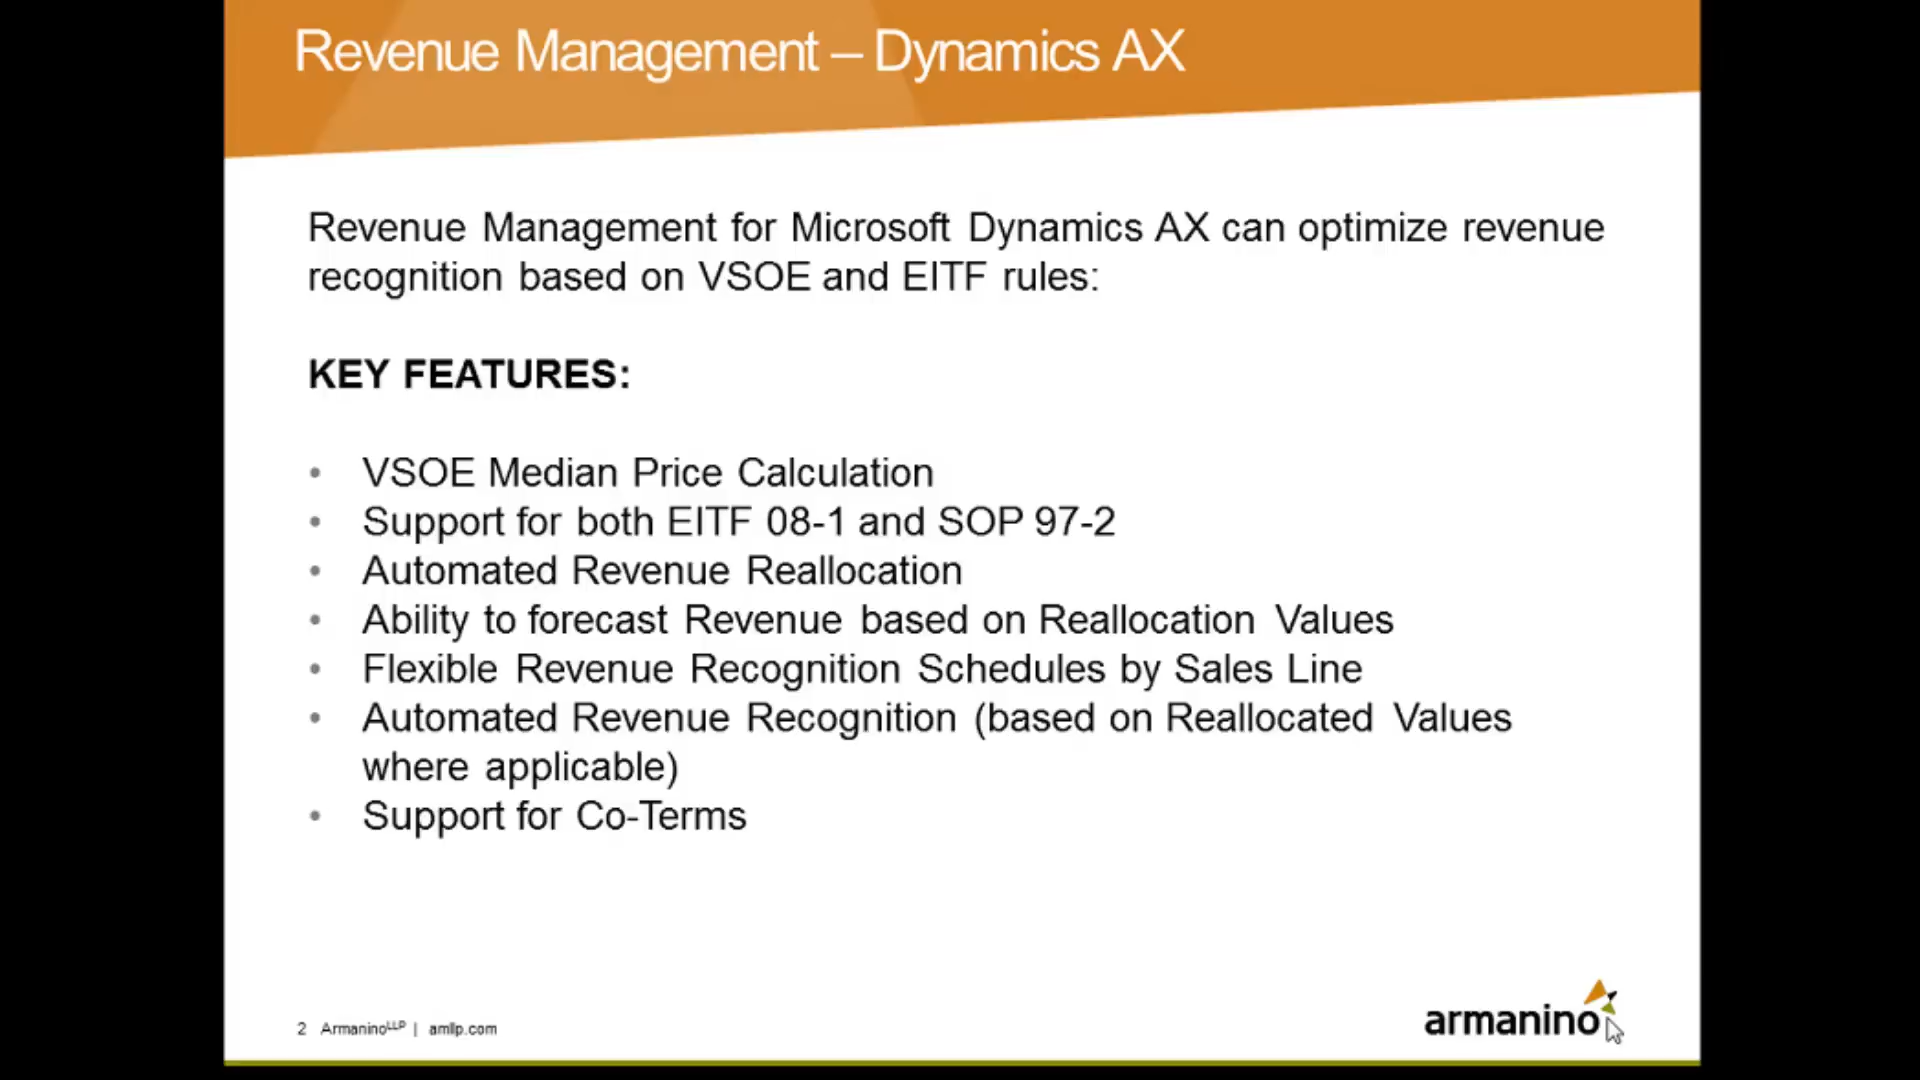 Revenue Management – Dynamics AX
Revenue Management for Microsoft Dynamics AX can optimize revenue
recognition based on VSOE and EITF rules:
KEY FEATURES:
• VSOE Median Price Calculation
• Support for both EITF 08-1 and SOP 97-2
• Automated Revenue Reallocation
• Ability to forecast Revenue based on Reallocation Values
• Flexible Revenue Recognition Schedules by Sales Line
• Automated Revenue Recognition (based on Reallocated Values
where applicable)
• Support for Co-Terms
2 ArmaninoLLP | amllp.com
armanino